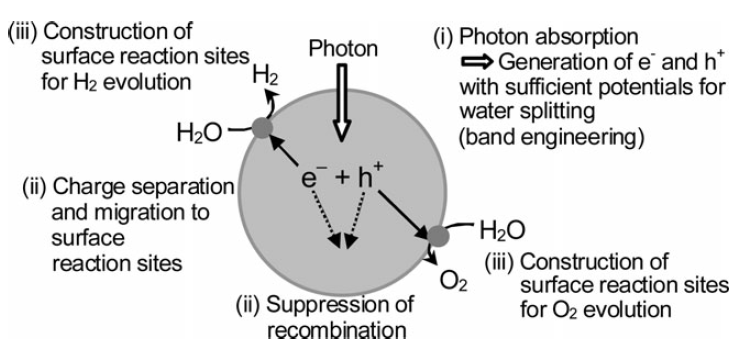 (iii) Construction of
surface reaction sites
for H₂ evolution
Photon
(i) Photon absorption
⇨ Generation of e⁻ and h⁺
with sufficient potentials for
water splitting
(band engineering)
H₂
H₂O
e⁻ + h⁺
(ii) Charge separation
and migration to
surface
reaction sites
H₂O
O₂
(iii) Construction of
surface reaction sites
for O₂ evolution
(ii) Suppression of
recombination